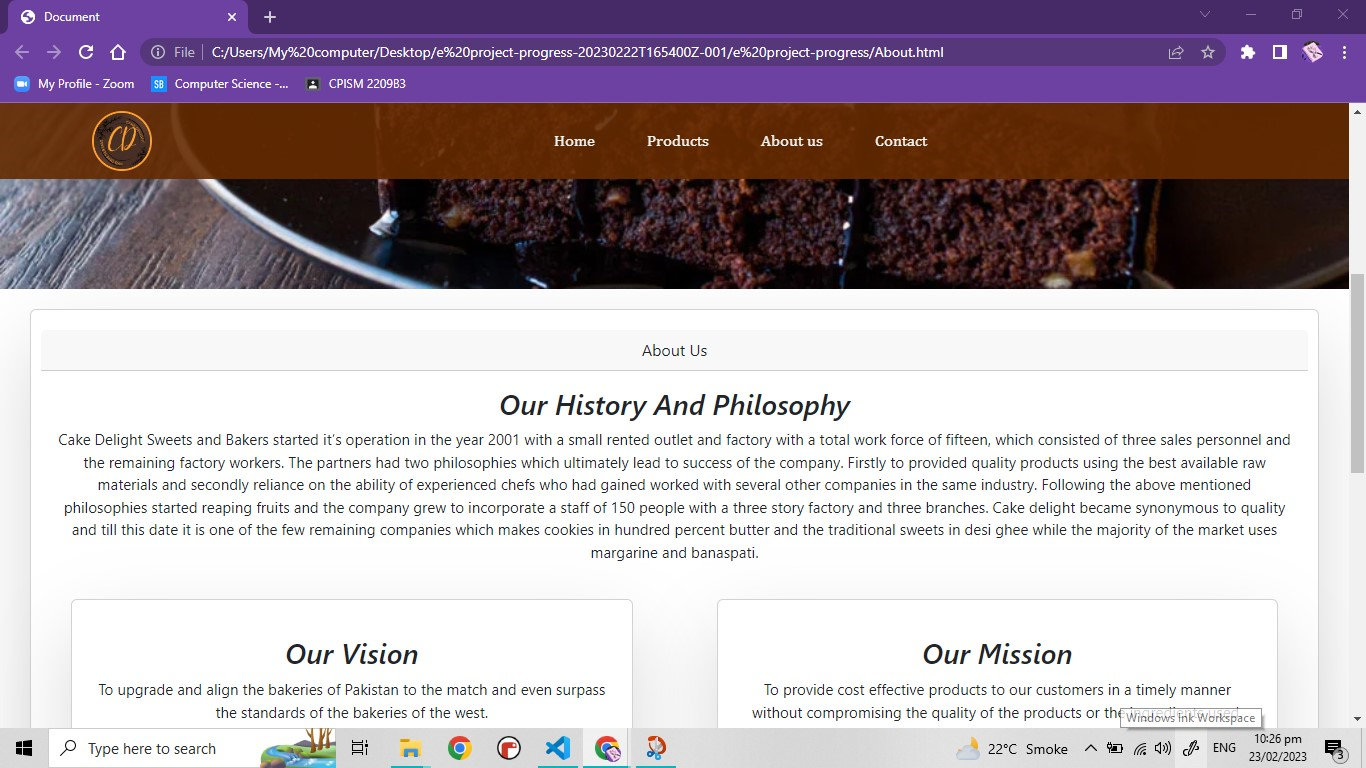 Document
File
C:/Users/My%20computer/Desktop/e%20project-progress-20230222T165400Z-001/e%20project-progress/About.html
My Profile - Zoom
SB
Computer Science -...
CPISM 2209B3
CD
Home
Products
About us
Contact
About Us
Our History And Philosophy
Cake Delight Sweets and Bakers started it's operation in the year 2001 with a small rented outlet and factory with a total work force of fifteen, which consisted of three sales personnel and
the remaining factory workers. The partners had two philosophies which ultimately lead to success of the company. Firstly to provided quality products using the best available raw
materials and secondly reliance on the ability of experienced chefs who had gained worked with several other companies in the same industry. Following the above mentioned
philosophies started reaping fruits and the company grew to incorporate a staff of 150 people with a three story factory and three branches. Cake delight became synonymous to quality
and till this date it is one of the few remaining companies which makes cookies in hundred percent butter and the traditional sweets in desi ghee while the majority of the market uses
margarine and banaspati.
Our Vision
To upgrade and align the bakeries of Pakistan to the match and even surpass
the standards of the bakeries of the west.
Our Mission
To provide cost effective products to our customers in a timely manner
without compromising the quality of the products or the ingredients used
Windows Ink Workspace
Type here to search
22°C Smoke
ENG
10:26 pm
23/02/2023
3